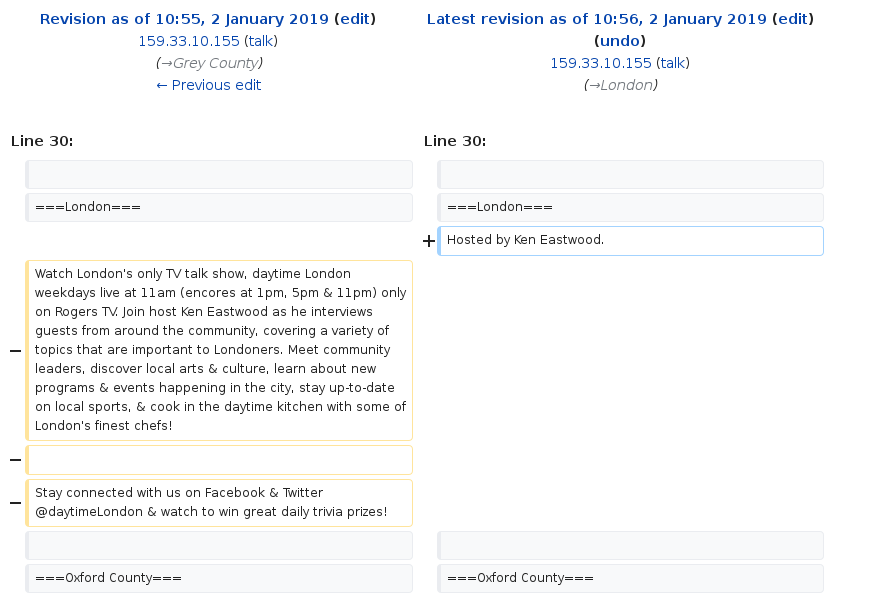 Revision as of 10:55, 2 January 2019 (edit)
159.33.10.155 (talk)
(→Grey County)
← Previous edit
Latest revision as of 10:56, 2 January 2019 (edit)
(undo)
159.33.10.155 (talk)
(→London)
Line 30:
Line 30:
===London===
===London===
+ Hosted by Ken Eastwood.
Watch London's only TV talk show, daytime London
weekdays live at 11am (encores at 1pm, 5pm & 11pm) only
on Rogers TV. Join host Ken Eastwood as he interviews
guests from around the community, covering a variety of
− topics that are important to Londoners. Meet community
leaders, discover local arts & culture, learn about new
programs & events happening in the city, stay up-to-date
on local sports, & cook in the daytime kitchen with some of
London's finest chefs!
−
− Stay connected with us on Facebook & Twitter
@daytimeLondon & watch to win great daily trivia prizes!
===Oxford County===
===Oxford County===